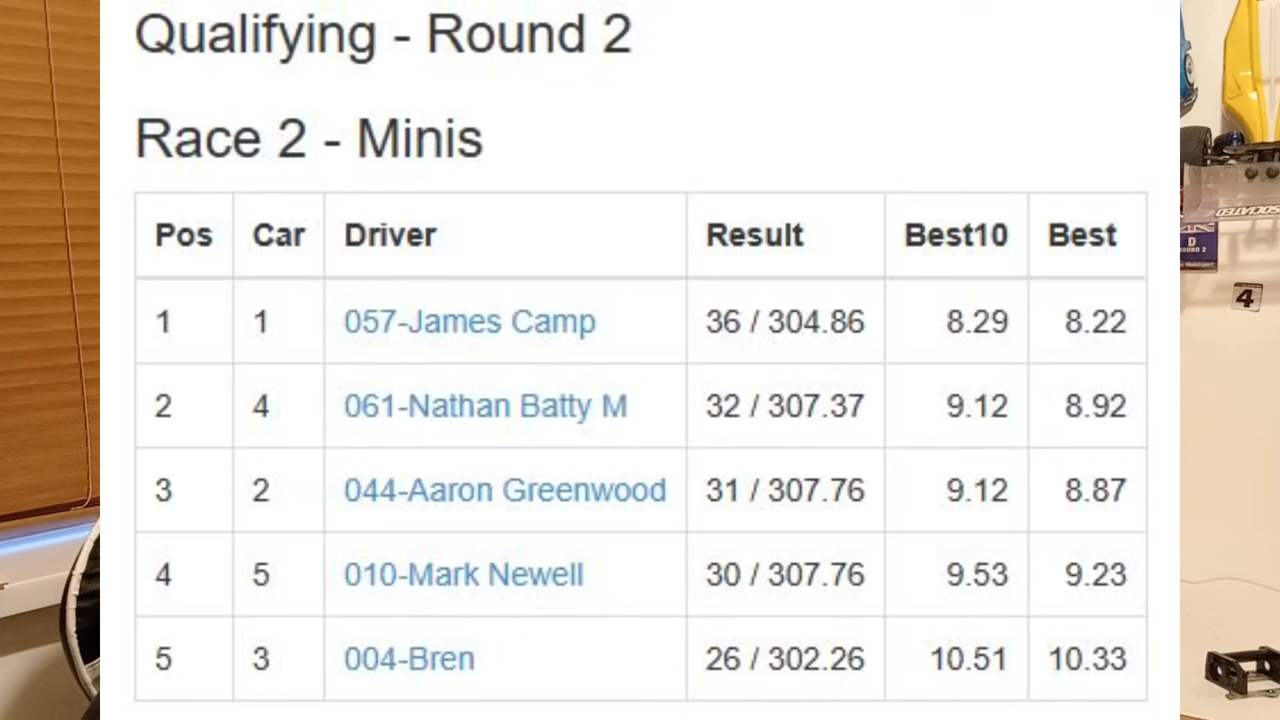 Qualifying - Round 2
Race 2 - Minis
Pos Car Driver Result Best10 Best
1 1 057-James Camp 36 / 304.86 8.29 8.22
2 4 061-Nathan Batty M 32 / 307.37 9.12 8.92
3 2 044-Aaron Greenwood 31 / 307.76 9.12 8.87
4 5 010-Mark Newell 30 / 307.76 9.53 9.23
5 3 004-Bren 26 / 302.26 10.51 10.33
SOCIATED
D
ROUND 2
4